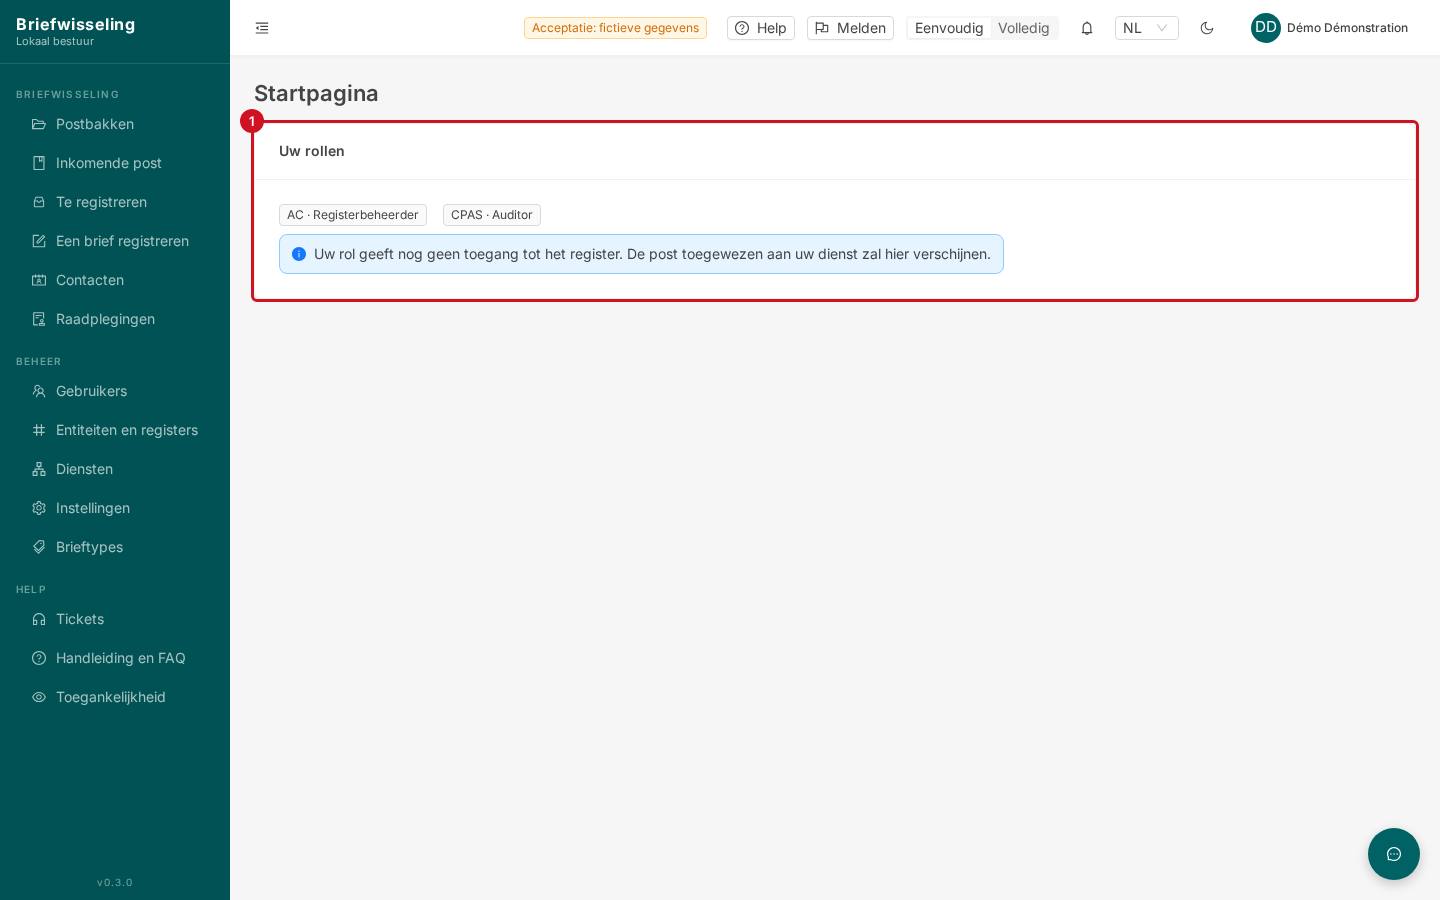 Briefwisseling
Lokaal bestuur
BRIEFWISSELING
Postbakken
Inkomende post
Te registreren
Een brief registreren
Contacten
Raadplegingen
BEHEER
Gebruikers
Entiteiten en registers
Diensten
Instellingen
Brieftypes
HELP
Tickets
Handleiding en FAQ
Toegankelijkheid
v0.3.0
Acceptatie: fictieve gegevens
Help
Melden
Eenvoudig Volledig
NL
DD Démo Démonstration
Startpagina
1
Uw rollen
AC · Registerbeheerder CPAS · Auditor
Uw rol geeft nog geen toegang tot het register. De post toegewezen aan uw dienst zal hier verschijnen.